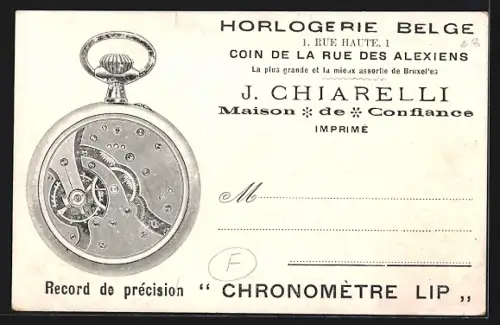 HORLOGERIE BELGE
1, RUE HAUTE, 1
COIN DE LA RUE DES ALEXIENS
La plus grande et la mieux assortie de Bruxelles
J. CHIARELLI
Maison ✻ de ✻ Confiance
IMPRIMÉ
M
F
Record de précision “ CHRONOMÈTRE LIP „